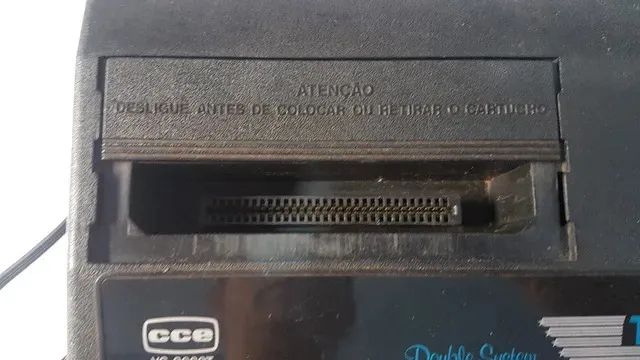 ATENÇÃO
DESLIGUE ANTES DE COLOCAR OU RETIRAR O CARTUCHO
cce
Double System
T